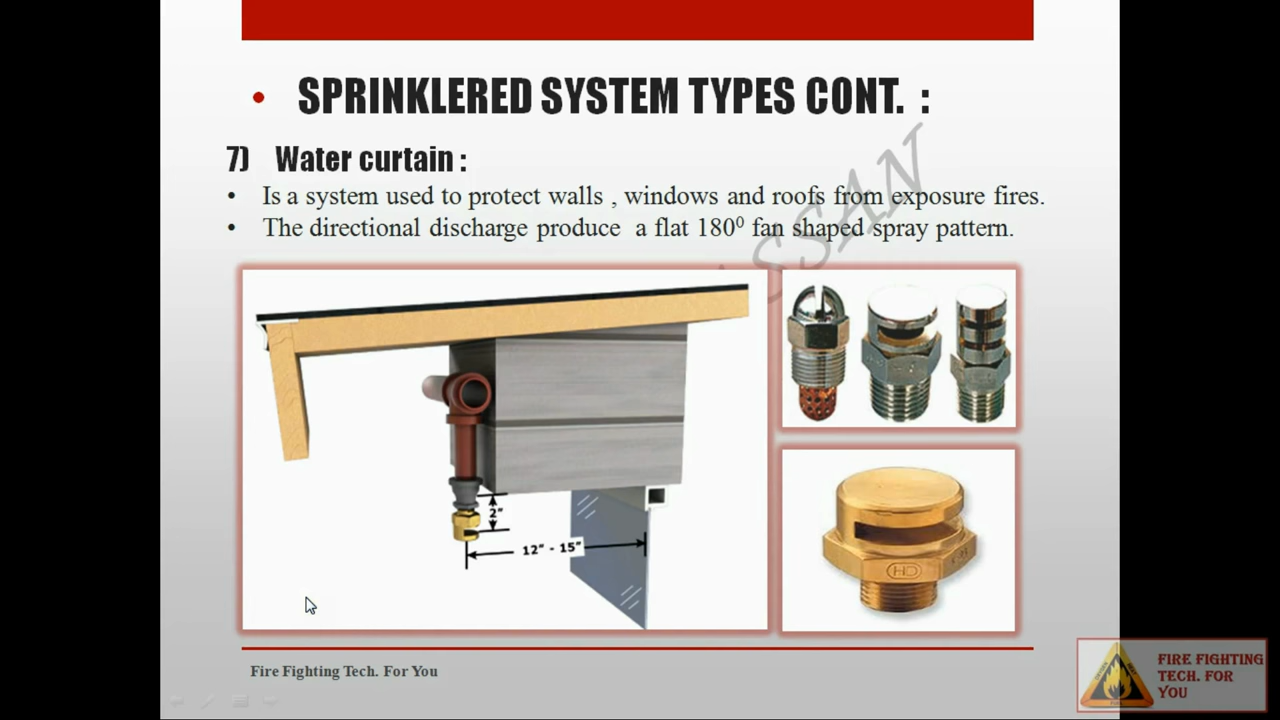 • SPRINKLERED SYSTEM TYPES CONT. :
7) Water curtain :
• Is a system used to protect walls , windows and roofs from exposure fires.
• The directional discharge produce a flat 180⁰ fan shaped spray pattern.
SSAN
2”
12” - 15”
HD
Fire Fighting Tech. For You
FIRE FIGHTING
TECH. FOR
YOU